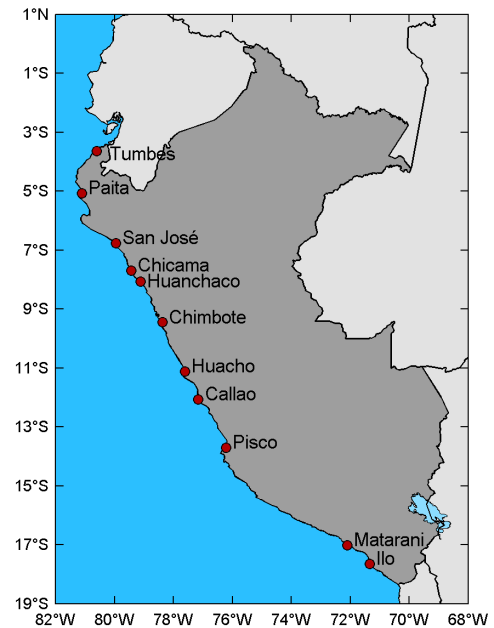 1°N
1°S
3°S
Tumbes
5°S
Paita
7°S
San José
Chicama
Huanchaco
9°S
Chimbote
11°S
Huacho
Callao
13°S
Pisco
15°S
17°S
Matarani
Ilo
19°S
82°W 80°W 78°W 76°W 74°W 72°W 70°W 68°W